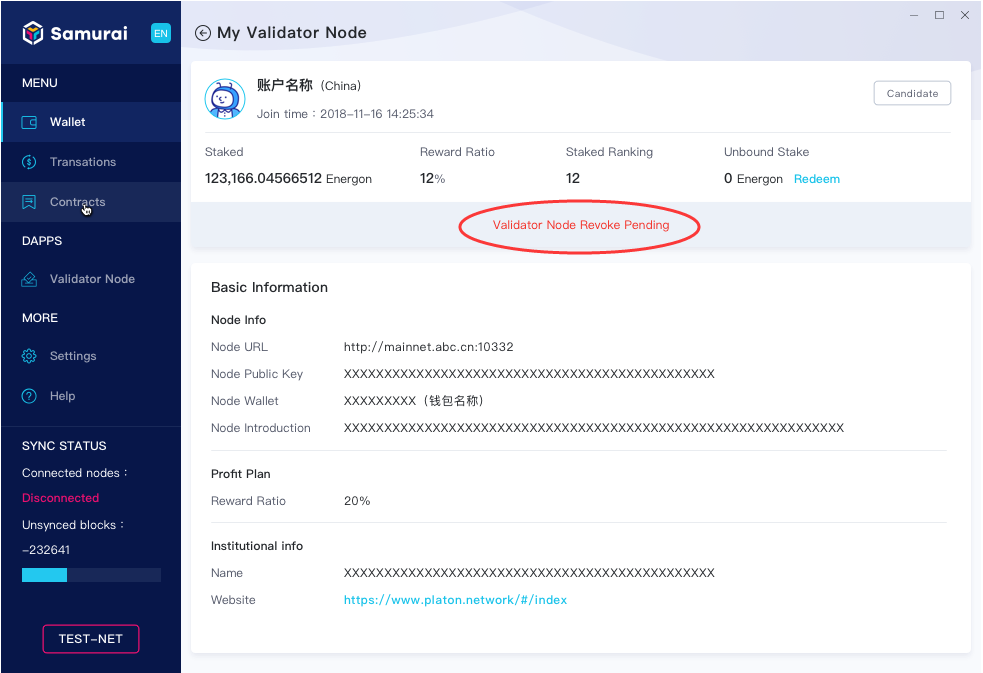 Samurai EN
My Validator Node
MENU
Wallet
Transations
Contracts
DAPPS
Validator Node
MORE
Settings
Help
SYNC STATUS
Connected nodes：
Disconnected
Unsynced blocks：
-232641
TEST-NET
账户名称（China）
Join time：2018-11-16 14:25:34
Candidate
Staked Reward Ratio Staked Ranking Unbound Stake
123,166.04566512 Energon 12% 12 0 Energon Redeem
Validator Node Revoke Pending
Basic Information
Node Info
Node URL http://mainnet.abc.cn:10332
Node Public Key XXXXXXXXXXXXXXXXXXXXXXXXXXXXXXXXXXXXXXXXXXXXXX
Node Wallet XXXXXXXXX（钱包名称）
Node Introduction XXXXXXXXXXXXXXXXXXXXXXXXXXXXXXXXXXXXXXXXXXXXXXXXXXXXXXXXXXXXXX
Profit Plan
Reward Ratio 20%
Institutional info
Name XXXXXXXXXXXXXXXXXXXXXXXXXXXXXXXXXXXXXXXXXXXXXX
Website https://www.platon.network/#/index